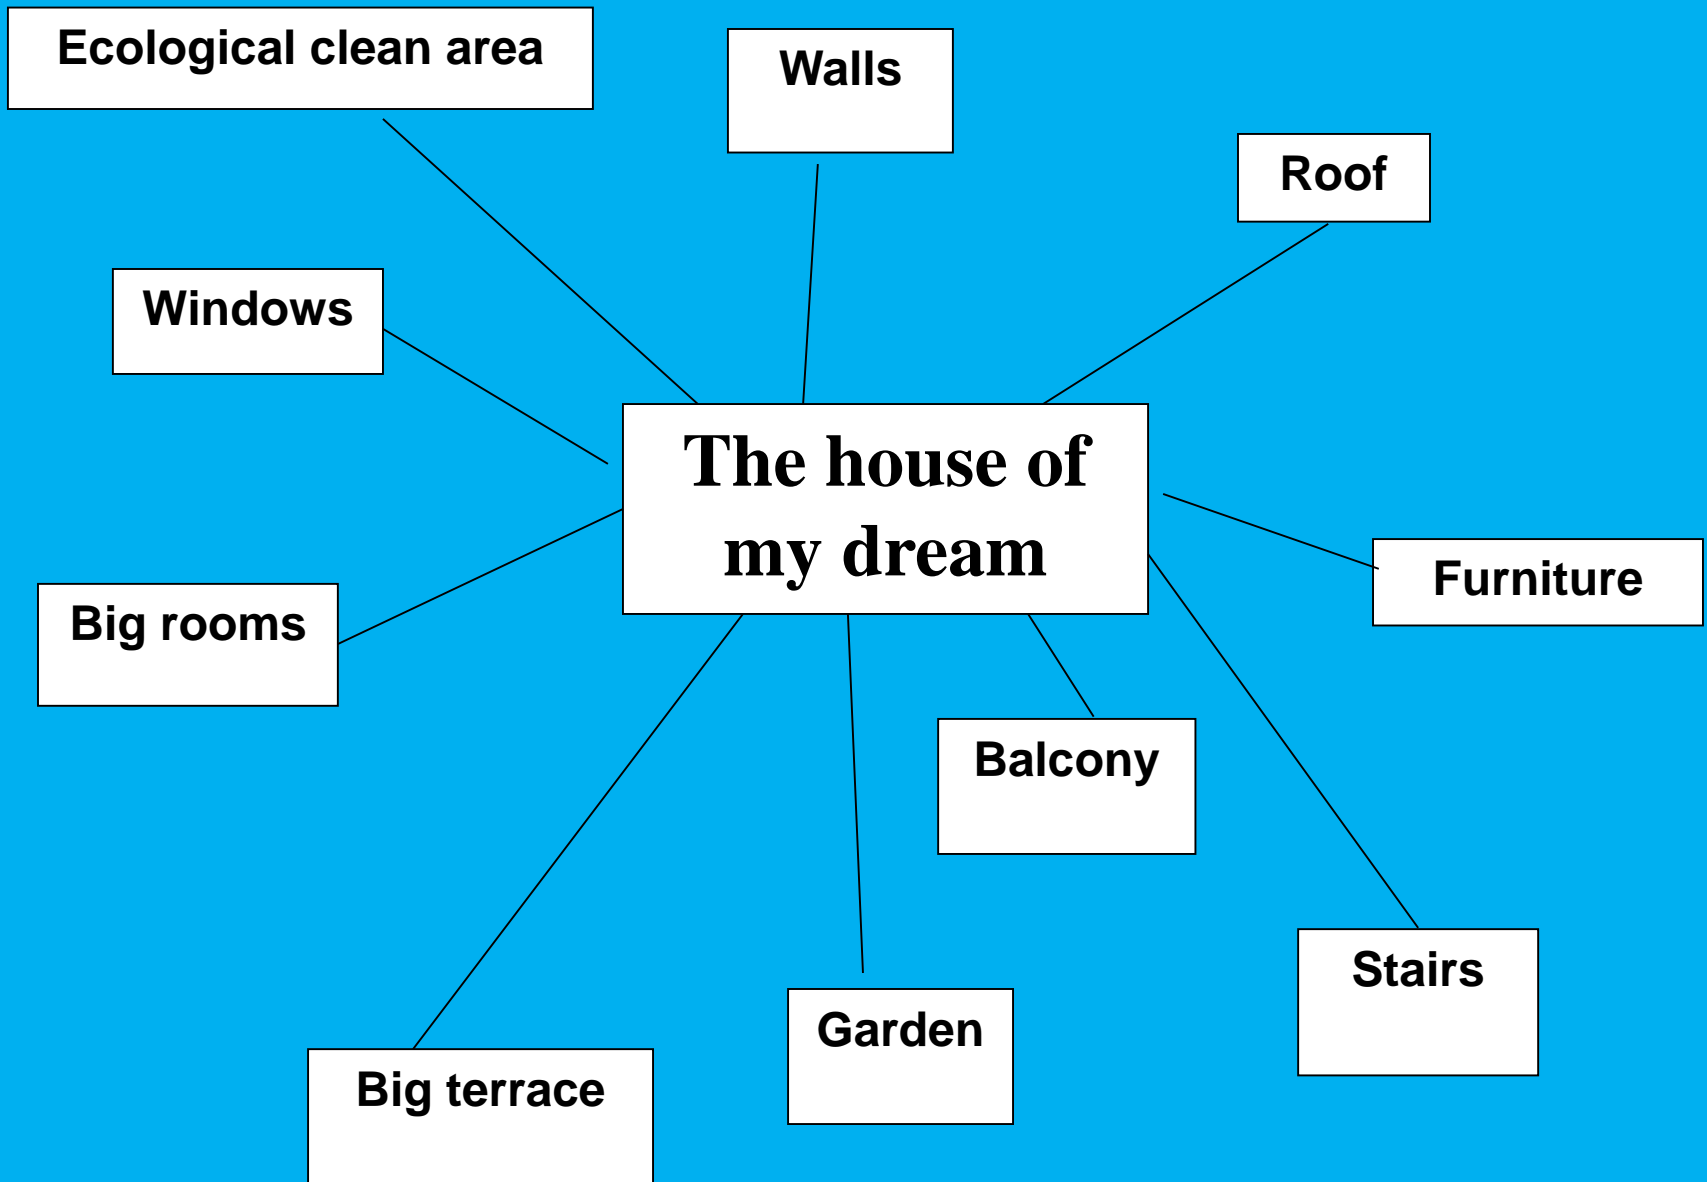 Ecological clean area
Walls
Roof
Windows
The house of
my dream
Furniture
Big rooms
Balcony
Stairs
Garden
Big terrace